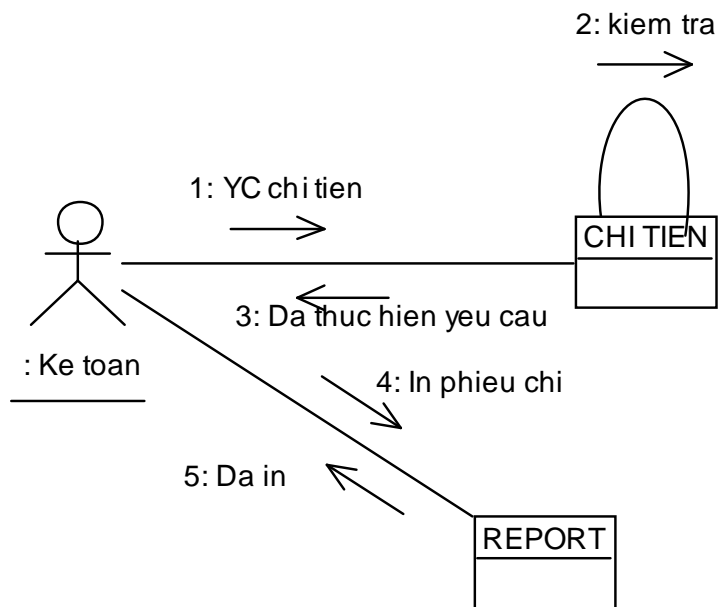 2: kiem tra
1: YC chi tien
CHI TIEN
3: Da thuc hien yeu cau
: Ke toan
4: In phieu chi
5: Da in
REPORT